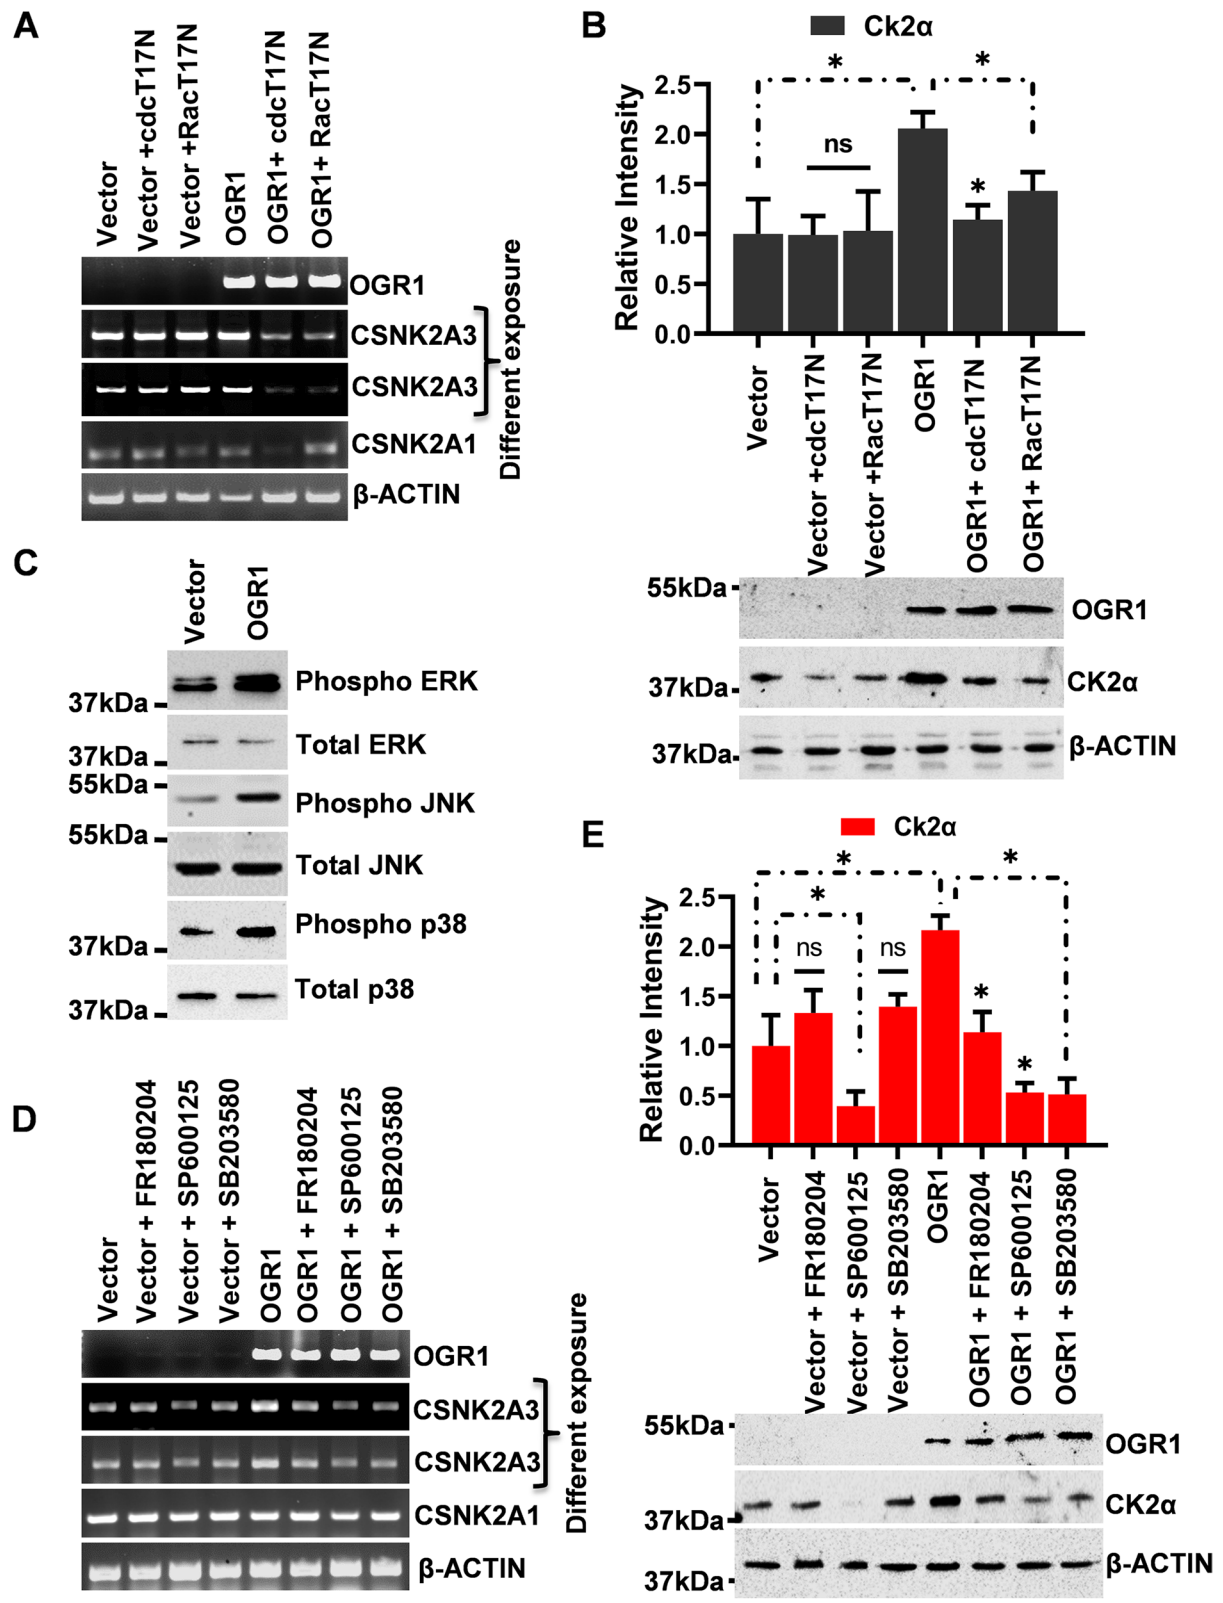 A
Vector
Vector +cdcT17N
Vector +RacT17N
OGR1
OGR1+ cdcT17N
OGR1+ RacT17N
OGR1
CSNK2A3
CSNK2A3
CSNK2A1
β-ACTIN
Different exposure
B
Ck2α
*
*
ns
*
Relative Intensity
2.5
2.0
1.5
1.0
0.5
0.0
Vector
Vector +cdcT17N
Vector +RacT17N
OGR1
OGR1+ cdcT17N
OGR1+ RacT17N
55kDa
OGR1
37kDa
CK2α
37kDa
β-ACTIN
C
Vector
OGR1
37kDa
Phospho ERK
37kDa
Total ERK
55kDa
Phospho JNK
55kDa
Total JNK
37kDa
Phospho p38
37kDa
Total p38
D
Vector
Vector + FR180204
Vector + SP600125
Vector + SB203580
OGR1
OGR1 + FR180204
OGR1 + SP600125
OGR1 + SB203580
OGR1
CSNK2A3
CSNK2A3
CSNK2A1
β-ACTIN
Different exposure
E
Ck2α
*
*
*
ns
ns
*
*
Relative Intensity
2.5
2.0
1.5
1.0
0.5
0.0
Vector
Vector + FR180204
Vector + SP600125
Vector + SB203580
OGR1
OGR1 + FR180204
OGR1 + SP600125
OGR1 + SB203580
55kDa
OGR1
37kDa
CK2α
37kDa
β-ACTIN